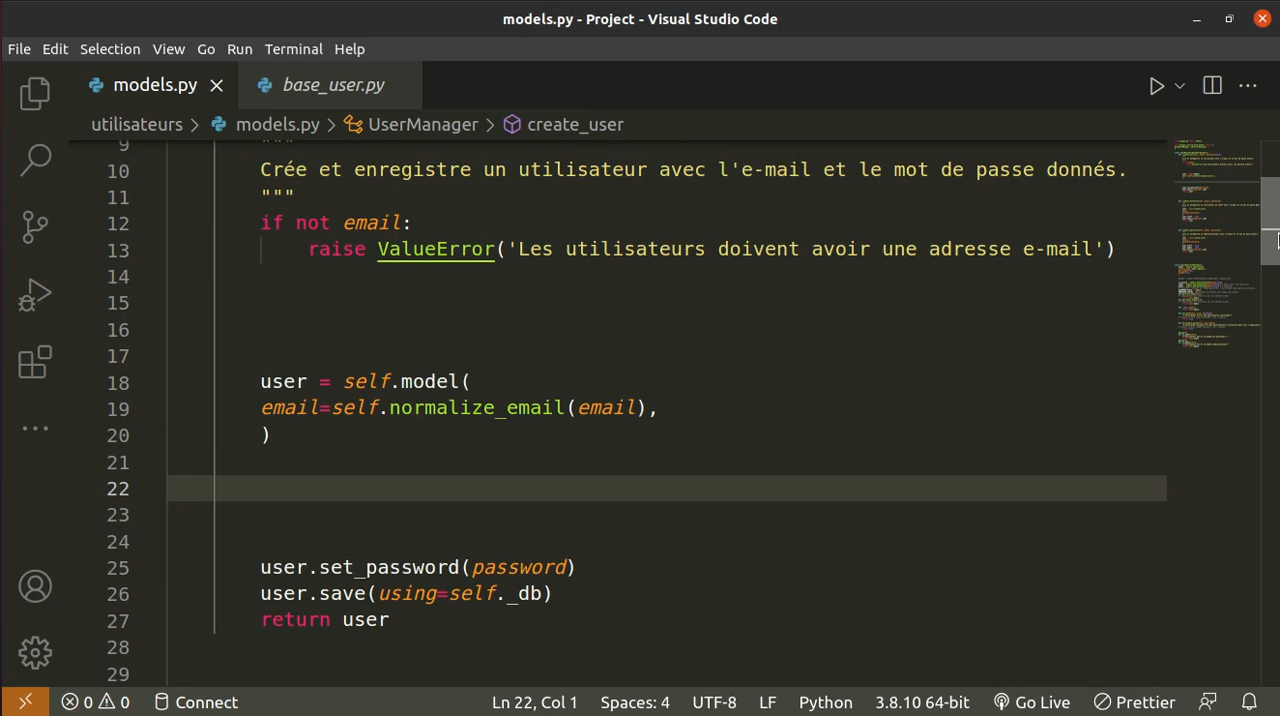 models.py - Project - Visual Studio Code
File Edit Selection View Go Run Terminal Help
models.py base_user.py
utilisateurs > models.py > UserManager > create_user
9 """
10 Crée et enregistre un utilisateur avec l'e-mail et le mot de passe donnés.
11 """
12 if not email:
13 raise ValueError('Les utilisateurs doivent avoir une adresse e-mail')
14
15
16
17
18 user = self.model(
19 email=self.normalize_email(email),
20 )
21
22
23
24
25 user.set_password(password)
26 user.save(using=self._db)
27 return user
28
29
0 0 Connect Ln 22, Col 1 Spaces: 4 UTF-8 LF Python 3.8.10 64-bit Go Live Prettier